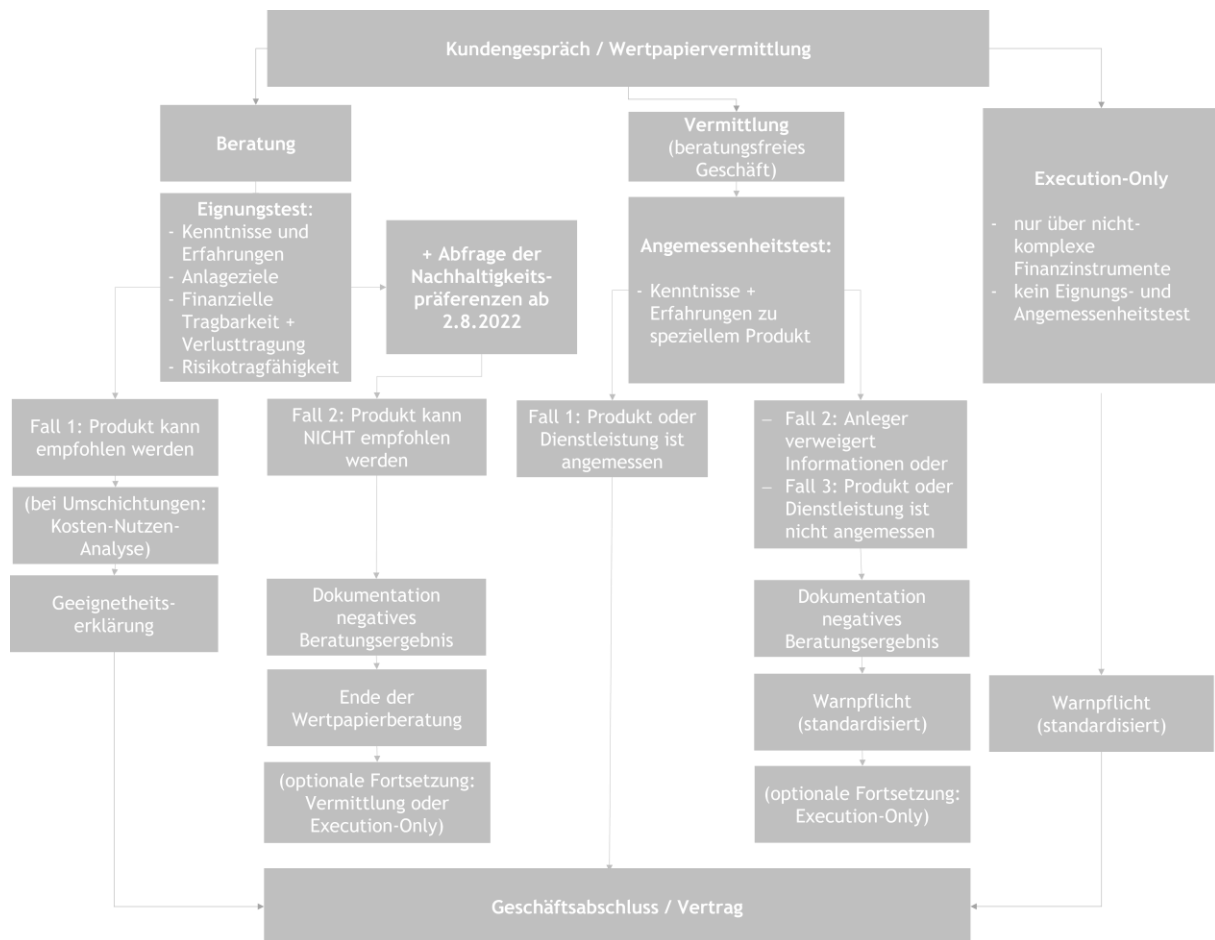 Kundengespräch / Wertpapiervermittlung
Beratung
Eignungstest:
- Kenntnisse und
Erfahrungen
- Anlageziele
- Finanzielle
Tragbarkeit +
Verlusttragung
- Risikotragfähigkeit
+ Abfrage der
Nachhaltigkeits-
präferenzen ab
2.8.2022
Fall 1: Produkt kann
empfohlen werden
(bei Umschichtungen:
Kosten-Nutzen-
Analyse)
Geeignetheits-
erklärung
Fall 2: Produkt kann
NICHT empfohlen
werden
Dokumentation
negatives
Beratungsergebnis
Ende der
Wertpapierberatung
(optionale Fortsetzung:
Vermittlung oder
Execution-Only)
Vermittlung
(beratungsfreies
Geschäft)
Angemessenheitstest:
- Kenntnisse +
Erfahrungen zu
speziellem Produkt
Fall 1: Produkt oder
Dienstleistung ist
angemessen
– Fall 2: Anleger
verweigert
Informationen oder
– Fall 3: Produkt oder
Dienstleistung ist
nicht angemessen
Dokumentation
negatives
Beratungsergebnis
Warnpflicht
(standardisiert)
(optionale Fortsetzung:
Execution-Only)
Execution-Only
- nur über nicht-
komplexe
Finanzinstrumente
- kein Eignungs- und
Angemessenheitstest
Warnpflicht
(standardisiert)
Geschäftsabschluss / Vertrag